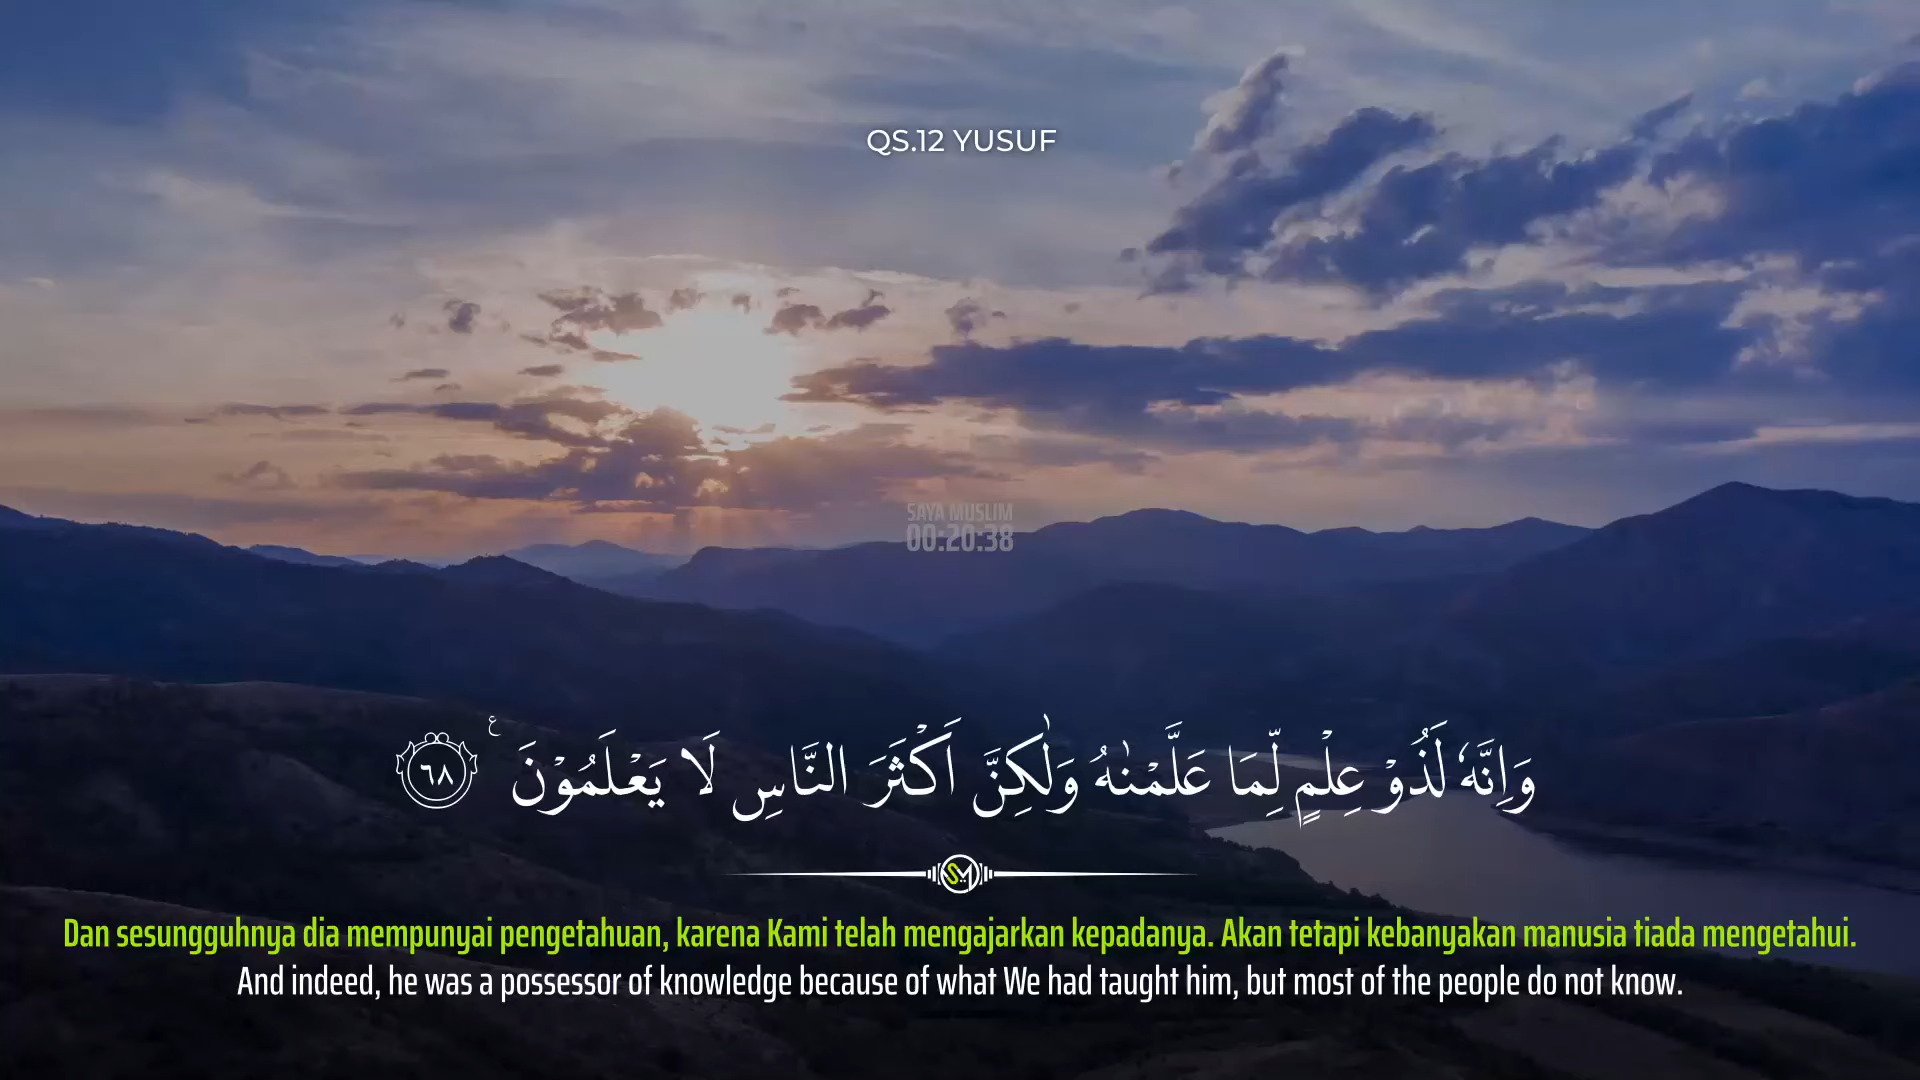 QS.12 YUSUF
SAYA MUSLIM
00:20:38
وَاِنَّهٗ لَذُوْ عِلْمٍ لِّمَا عَلَّمْنٰهُ وَلٰكِنَّ اَكْثَرَ النَّاسِ لَا يَعْلَمُوْنَ ࣖ ٦٨
SM
Dan sesungguhnya dia mempunyai pengetahuan, karena Kami telah mengajarkan kepadanya. Akan tetapi kebanyakan manusia tiada mengetahui.
And indeed, he was a possessor of knowledge because of what We had taught him, but most of the people do not know.